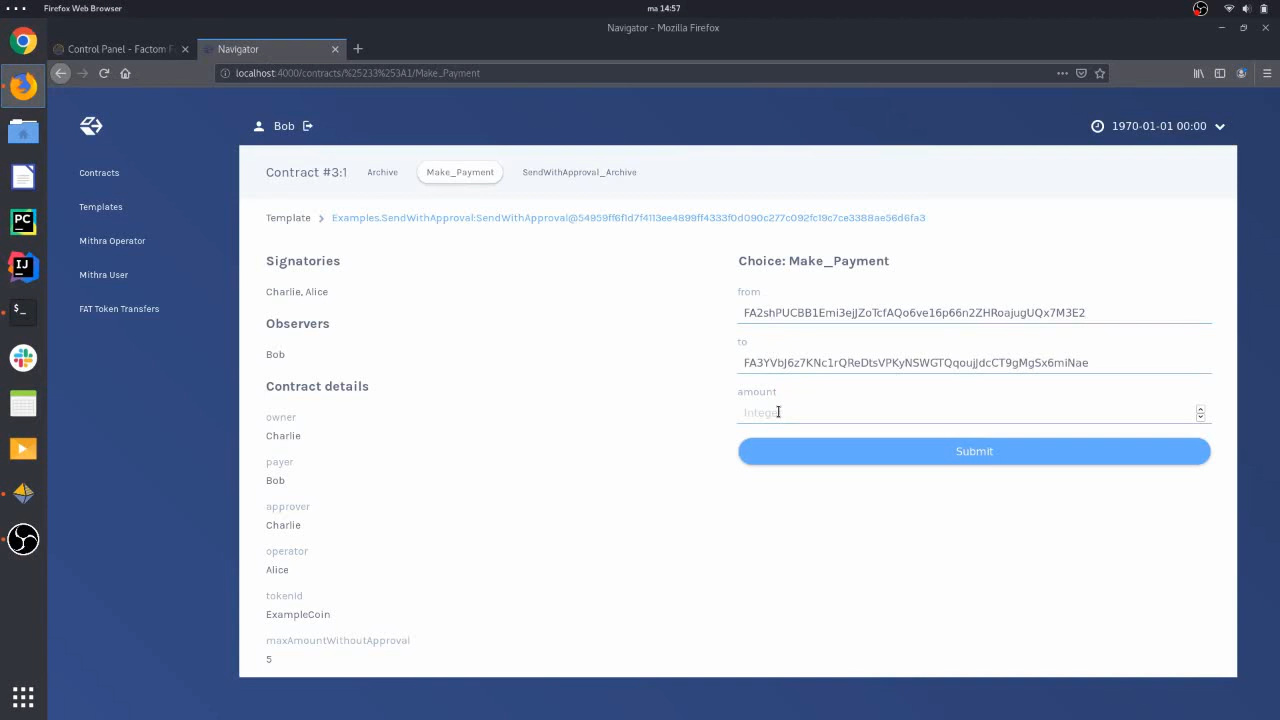 Firefox Web Browser
ma 14:57
Navigator - Mozilla Firefox
Control Panel - Factom
Navigator
localhost:4000/contracts/%25233%253A1/Make_Payment
Bob
1970-01-01 00:00
Contracts
Templates
Mithra Operator
Mithra User
FAT Token Transfers
Contract #3:1
Archive
Make_Payment
SendWithApproval_Archive
Template
Examples.SendWithApproval:SendWithApproval@54959ff6f1d7f4113ee4899ff4333f0d090c277c092fc19c7ce3388ae56d6fa3
Signatories
Charlie, Alice
Observers
Bob
Contract details
owner
Charlie
payer
Bob
approver
Charlie
operator
Alice
tokenId
ExampleCoin
maxAmountWithoutApproval
5
Choice: Make_Payment
from
FA2shPUCBB1Emi3ejJZoTcfAQo6ve16p66n2ZHRoajugUQx7M3E2
to
FA3YVbJ6z7KNc1rQReDtsVPKyNSWGTQqoujJdcCT9gMgSx6miNae
amount
Integer
Submit